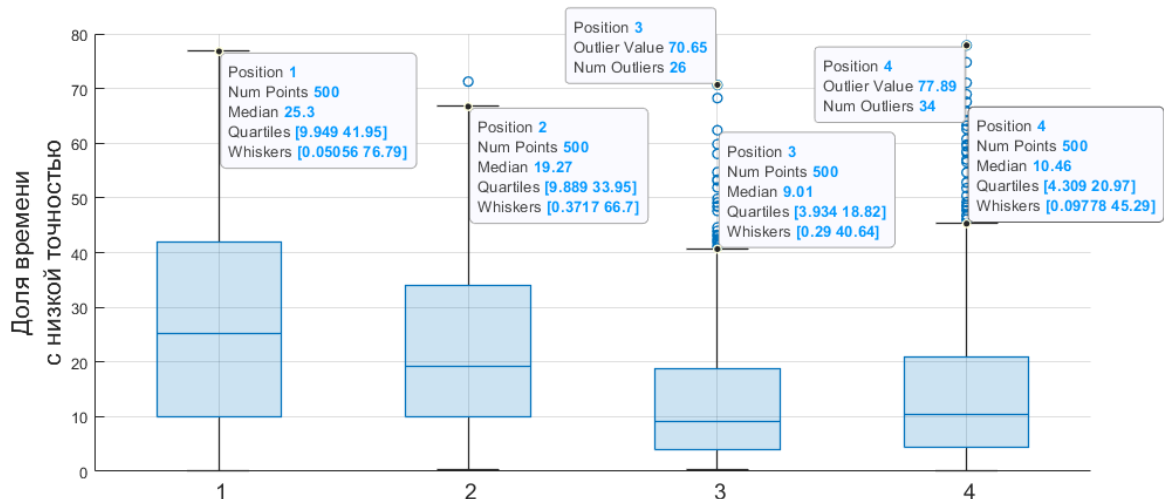 Доля времени
с низкой точностью
80
70
60
50
40
30
20
10
0
Position 1
Num Points 500
Median 25.3
Quartiles [9.949 41.95]
Whiskers [0.05056 76.79]
Position 2
Num Points 500
Median 19.27
Quartiles [9.889 33.95]
Whiskers [0.3717 66.7]
Position 3
Outlier Value 70.65
Num Outliers 26
Position 3
Num Points 500
Median 9.01
Quartiles [3.934 18.82]
Whiskers [0.29 40.64]
Position 4
Outlier Value 77.89
Num Outliers 34
Position 4
Num Points 500
Median 10.46
Quartiles [4.309 20.97]
Whiskers [0.09778 45.29]
1 2 3 4